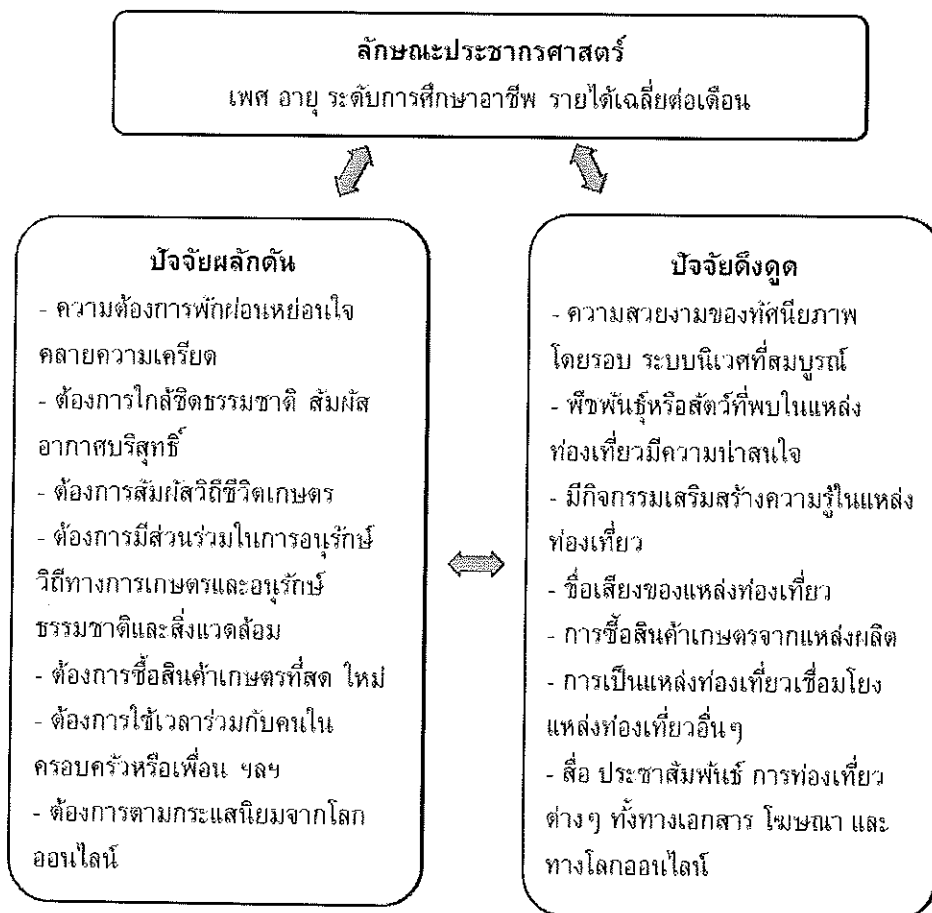 ลักษณะประชากรศาสตร์
เพศ อายุ ระดับการศึกษาอาชีพ รายได้เฉลี่ยต่อเดือน
ปัจจัยผลักดัน
- ความต้องการพักผ่อนหย่อนใจ
คลายความเครียด
- ต้องการใกล้ชิดธรรมชาติ สัมผัส
อากาศบริสุทธิ์
- ต้องการสัมผัสวิถีชีวิตเกษตร
- ต้องการมีส่วนร่วมในการอนุรักษ์
วิถีทางการเกษตรและอนุรักษ์
ธรรมชาติและสิ่งแวดล้อม
- ต้องการซื้อสินค้าเกษตรที่สด ใหม่
- ต้องการใช้เวลาร่วมกับคนใน
ครอบครัวหรือเพื่อน ฯลฯ
- ต้องการตามกระแสนิยมจากโลก
ออนไลน์
ปัจจัยดึงดูด
- ความสวยงามของทัศนียภาพ
โดยรอบ ระบบนิเวศที่สมบูรณ์
- พืชพันธุ์หรือสัตว์ที่พบในแหล่ง
ท่องเที่ยวมีความน่าสนใจ
- มีกิจกรรมเสริมสร้างความรู้ในแหล่ง
ท่องเที่ยว
- ชื่อเสียงของแหล่งท่องเที่ยว
- การซื้อสินค้าเกษตรจากแหล่งผลิต
- การเป็นแหล่งท่องเที่ยวเชื่อมโยง
แหล่งท่องเที่ยวอื่นๆ
- สื่อ ประชาสัมพันธ์ การท่องเที่ยว
ต่างๆ ทั้งทางเอกสาร โฆษณา และ
ทางโลกออนไลน์